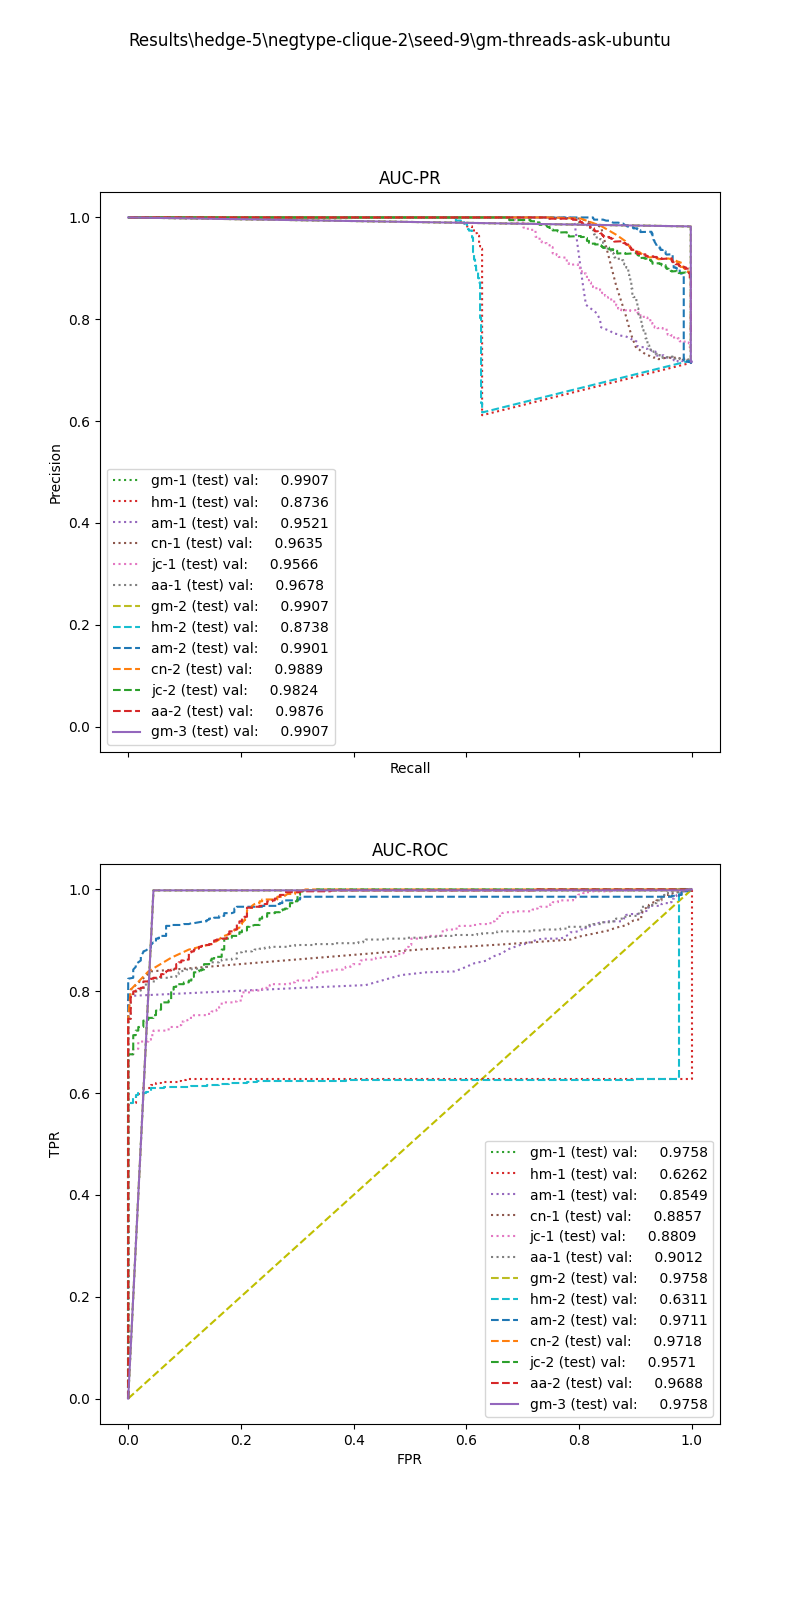 Results\hedge-5\negtype-clique-2\seed-9\gm-threads-ask-ubuntu
AUC-PR
1.0
0.8
0.6
0.4
0.2
0.0
Precision
gm-1 (test) val: 0.9907
hm-1 (test) val: 0.8736
am-1 (test) val: 0.9521
cn-1 (test) val: 0.9635
jc-1 (test) val: 0.9566
aa-1 (test) val: 0.9678
gm-2 (test) val: 0.9907
hm-2 (test) val: 0.8738
am-2 (test) val: 0.9901
cn-2 (test) val: 0.9889
jc-2 (test) val: 0.9824
aa-2 (test) val: 0.9876
gm-3 (test) val: 0.9907
Recall
AUC-ROC
1.0
0.8
0.6
0.4
0.2
0.0
TPR
gm-1 (test) val: 0.9758
hm-1 (test) val: 0.6262
am-1 (test) val: 0.8549
cn-1 (test) val: 0.8857
jc-1 (test) val: 0.8809
aa-1 (test) val: 0.9012
gm-2 (test) val: 0.9758
hm-2 (test) val: 0.6311
am-2 (test) val: 0.9711
cn-2 (test) val: 0.9718
jc-2 (test) val: 0.9571
aa-2 (test) val: 0.9688
gm-3 (test) val: 0.9758
0.0 0.2 0.4 0.6 0.8 1.0
FPR